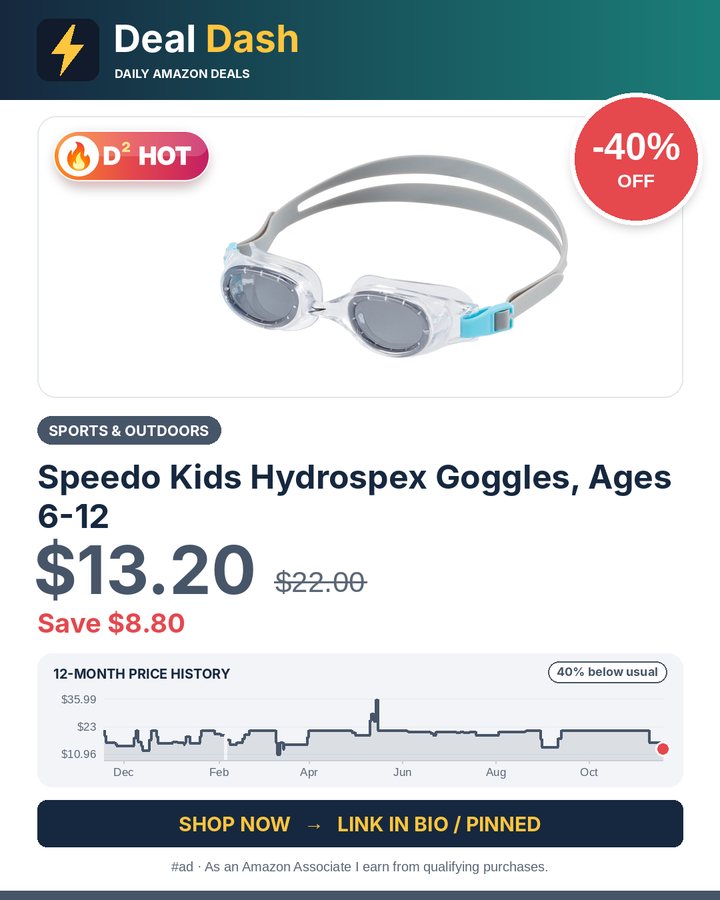 Deal Dash
DAILY AMAZON DEALS
-40%
OFF
D² HOT
SPORTS & OUTDOORS
Speedo Kids Hydrospex Goggles, Ages
6-12
$13.20 $22.00
Save $8.80
12-MONTH PRICE HISTORY
40% below usual
$35.99
$23
$10.96
Dec Feb Apr Jun Aug Oct
SHOP NOW → LINK IN BIO / PINNED
#ad · As an Amazon Associate I earn from qualifying purchases.